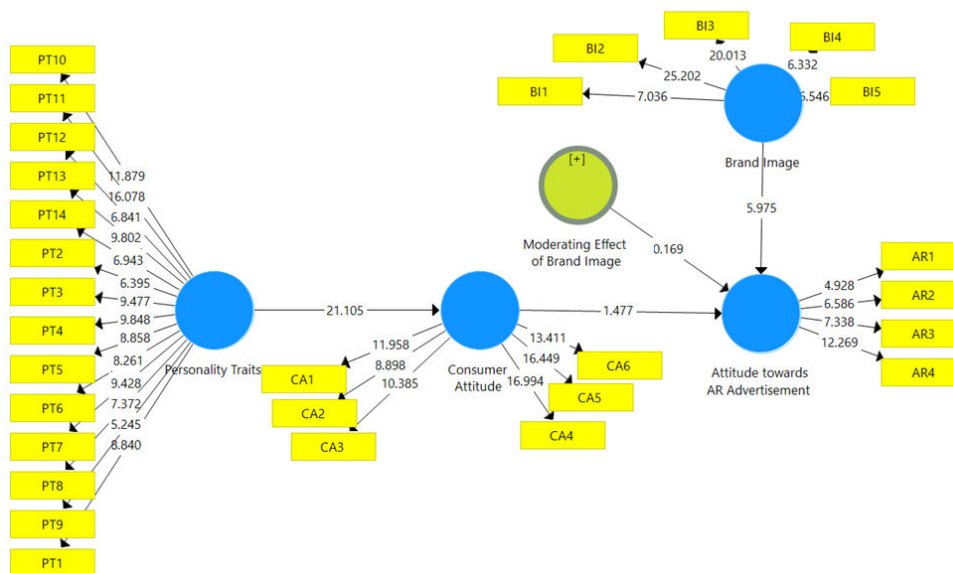 PT10
PT11
PT12
PT13
PT14
PT2
PT3
PT4
PT5
PT6
PT7
PT8
PT9
PT1
11.879
16.078
6.841
9.802
6.943
6.395
9.477
9.848
8.858
8.261
9.428
7.372
5.245
8.840
Personality Traits
21.105
Consumer
Attitude
11.958
8.898
10.385
16.994
16.449
13.411
CA1
CA2
CA3
CA4
CA5
CA6
1.477
[+]
Moderating Effect
of Brand Image
0.169
BI1
BI2
BI3
BI4
BI5
7.036
25.202
20.013
6.332
6.546
Brand Image
5.975
Attitude towards
AR Advertisement
4.928
6.586
7.338
12.269
AR1
AR2
AR3
AR4